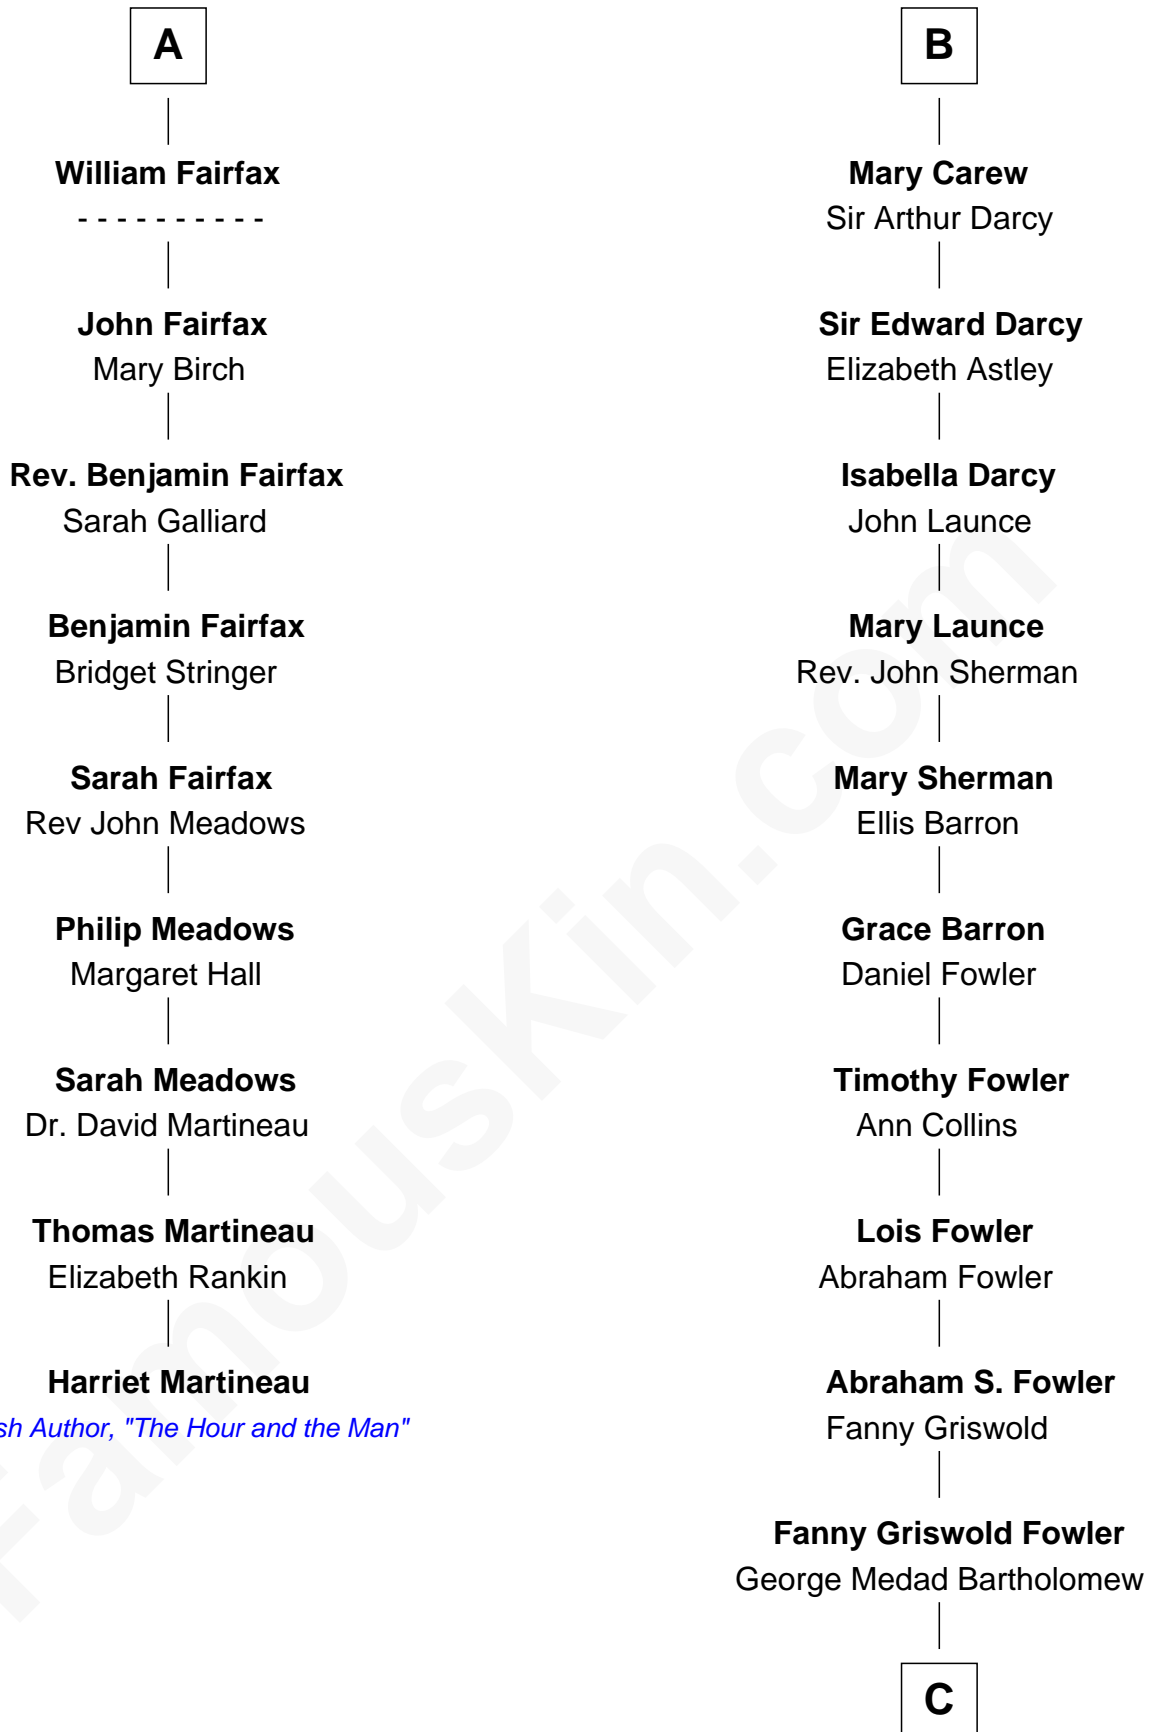 A
William Fairfax
- - - - - - - - - -
John Fairfax
Mary Birch
Rev. Benjamin Fairfax
Sarah Galliard
Benjamin Fairfax
Bridget Stringer
Sarah Fairfax
Rev John Meadows
Philip Meadows
Margaret Hall
Sarah Meadows
Dr. David Martineau
Thomas Martineau
Elizabeth Rankin
Harriet Martineau
sh Author, "The Hour and the Man"
B
Mary Carew
Sir Arthur Darcy
Sir Edward Darcy
Elizabeth Astley
Isabella Darcy
John Launce
Mary Launce
Rev. John Sherman
Mary Sherman
Ellis Barron
Grace Barron
Daniel Fowler
Timothy Fowler
Ann Collins
Lois Fowler
Abraham Fowler
Abraham S. Fowler
Fanny Griswold
Fanny Griswold Fowler
George Medad Bartholomew
C
FamousKin.com